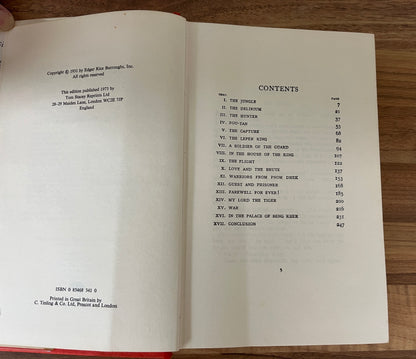 Copyright © 1931 by Edgar Rice Burroughs, Inc.
All rights reserved
This edition published 1973 by
Tom Stacey Reprints Ltd
28–29 Maiden Lane, London WC2E 7JP
England
ISBN 0 85468 541 0
Printed in Great Britain by
C. Tinling & Co. Ltd, Prescot and London
CONTENTS
PAGE
I. THE JUNGLE 7
II. THE DELIRIUM 21
III. THE HUNTER 37
IV. FOU-TAN 53
V. THE CAPTURE 68
VI. THE LEPER KING 82
VII. A SOLDIER OF THE GUARD 94
VIII. IN THE HOUSE OF THE KING 107
IX. THE FLIGHT 122
X. LOVE AND THE BRUTE 137
XI. WARRIORS FROM PNOM DHEK 153
XII. GUEST AND PRISONER 168
XIII. FAREWELL FOR EVER! 185
XIV. MY LORD THE TIGER 200
XV. WAR 216
XVI. IN THE PALACE OF BENG KHER 231
XVII. CONCLUSION 247
5